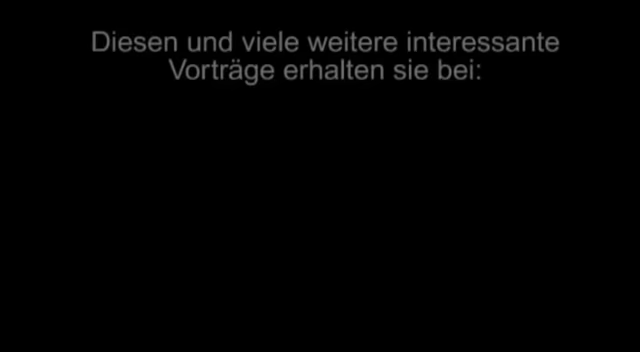 Diesen und viele weitere interessante
Vorträge erhalten sie bei: